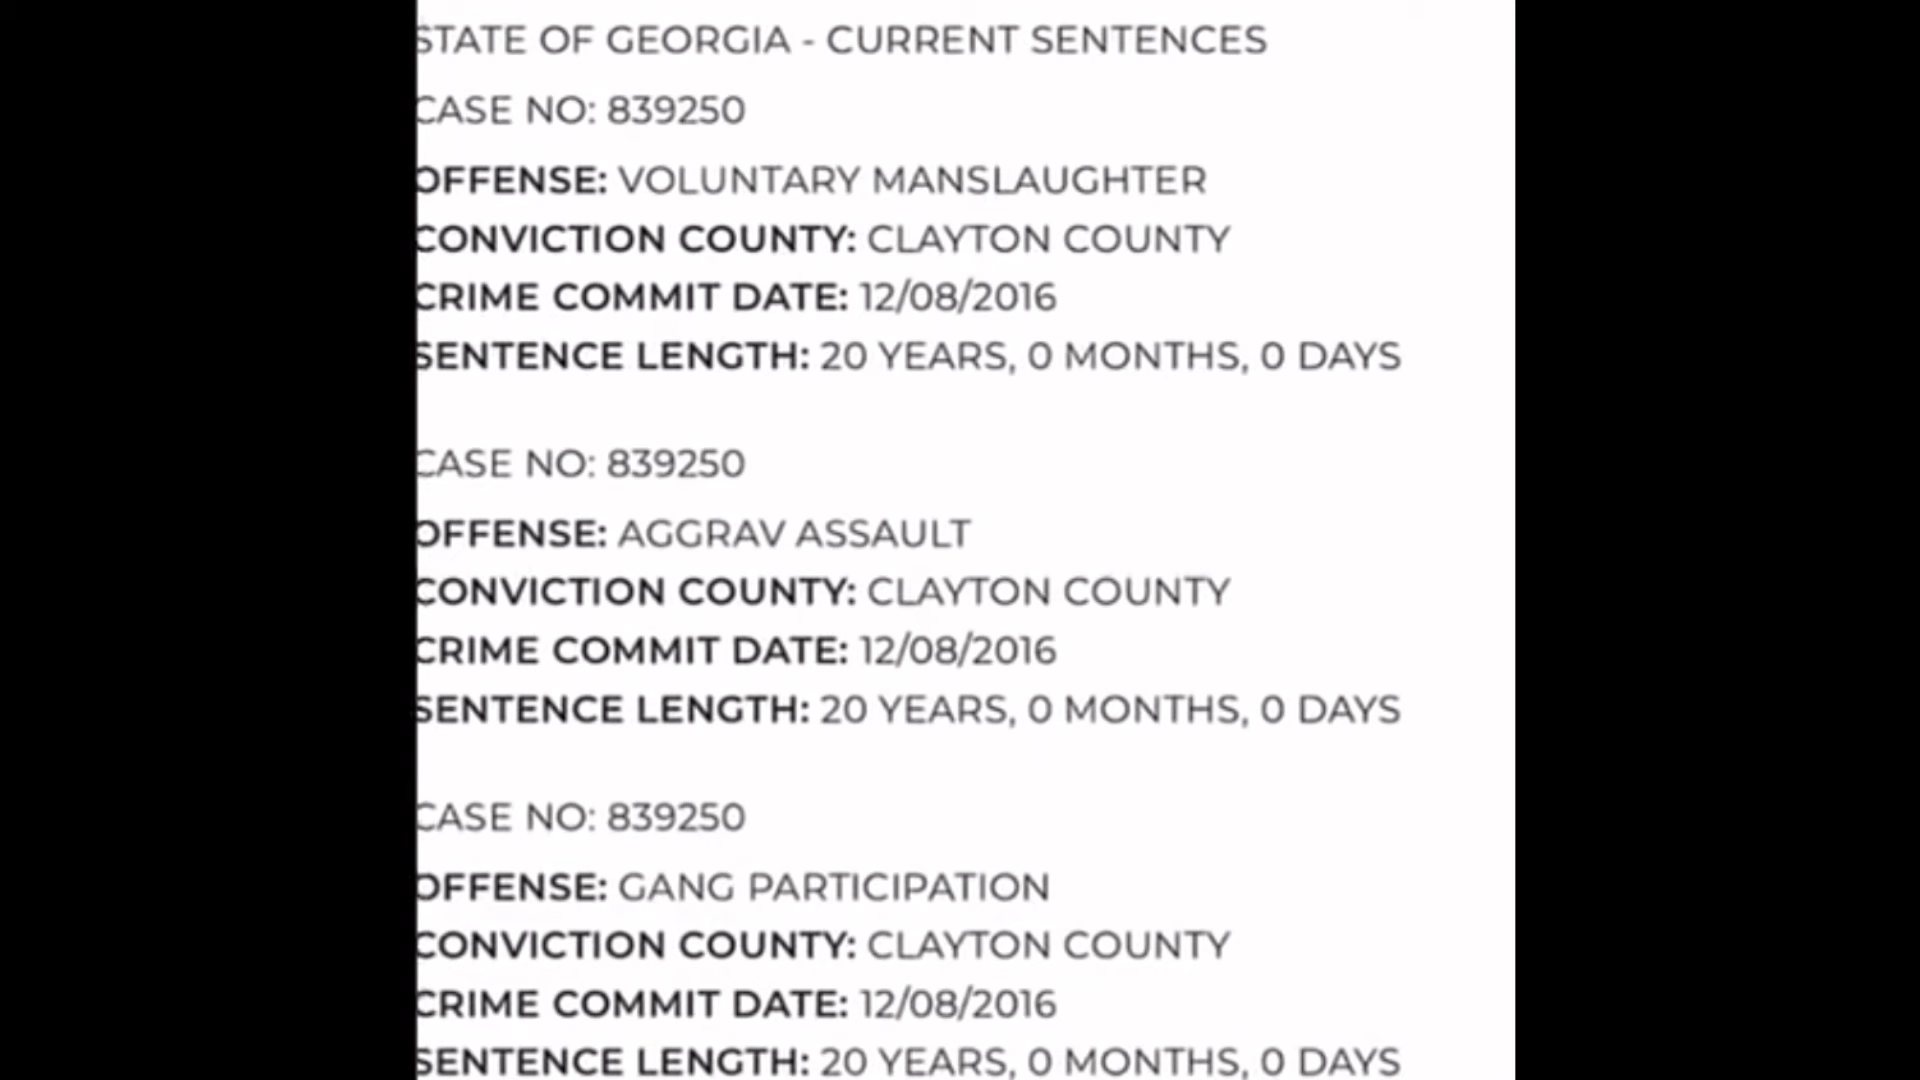 STATE OF GEORGIA - CURRENT SENTENCES
CASE NO: 839250
OFFENSE: VOLUNTARY MANSLAUGHTER
CONVICTION COUNTY: CLAYTON COUNTY
CRIME COMMIT DATE: 12/08/2016
SENTENCE LENGTH: 20 YEARS, 0 MONTHS, 0 DAYS
CASE NO: 839250
OFFENSE: AGGRAV ASSAULT
CONVICTION COUNTY: CLAYTON COUNTY
CRIME COMMIT DATE: 12/08/2016
SENTENCE LENGTH: 20 YEARS, 0 MONTHS, 0 DAYS
CASE NO: 839250
OFFENSE: GANG PARTICIPATION
CONVICTION COUNTY: CLAYTON COUNTY
CRIME COMMIT DATE: 12/08/2016
SENTENCE LENGTH: 20 YEARS, 0 MONTHS, 0 DAYS